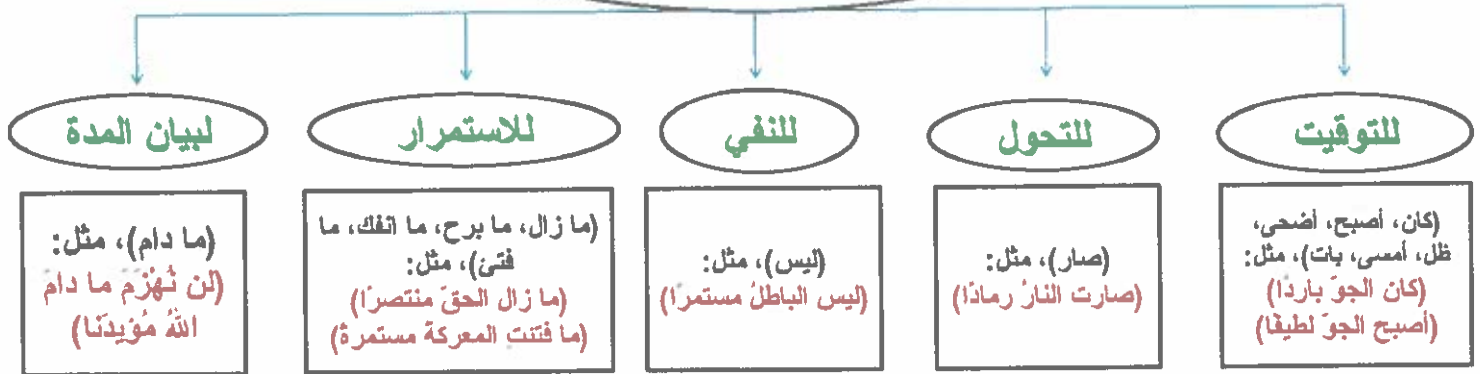 للتوقيت
للتحول
للنفي
للاستمرار
لبيان المدة
(كان، أصبح، أضحى،
ظل، أمسى، بات)، مثل:
(كان الجوّ باردًا)
(أصبح الجوّ لطيفًا)
(صار)، مثل:
(صارت النارُ رمادًا)
(ليس)، مثل:
(ليس الباطلُ مستمرًا)
(ما زال، ما برح، ما انفك، ما
فتئ)، مثل:
(ما زال الحقّ منتصرًا)
(ما فتئت المعركة مستمرةً)
(ما دام)، مثل:
(لن نُهْزَمَ ما دامَ
اللهُ مُؤيدَنا)